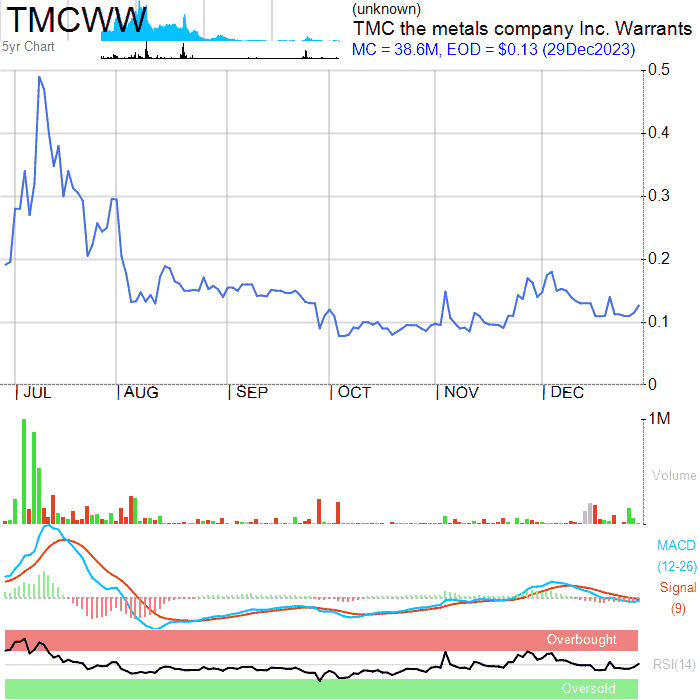 TMCWW
5yr Chart
(unknown)
TMC the metals company Inc. Warrants
MC = 38.6M, EOD = $0.13 (29Dec2023)
0.5
0.4
0.3
0.2
0.1
0
JUL AUG SEP OCT NOV DEC
1M
Volume
MACD
(12-26)
Signal
(9)
Overbought
RSI(14)
Oversold